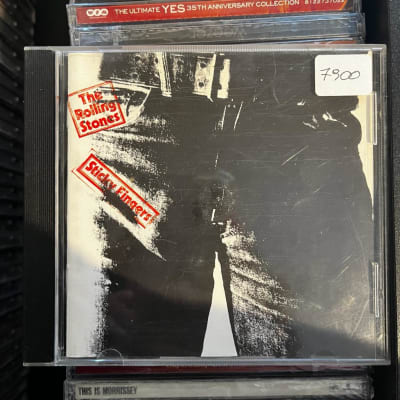 THE ULTIMATE YES 35TH ANNIVERSARY COLLECTION
7900
The
Rolling
Stones
Sticky Fingers
THIS IS MORRISSEY